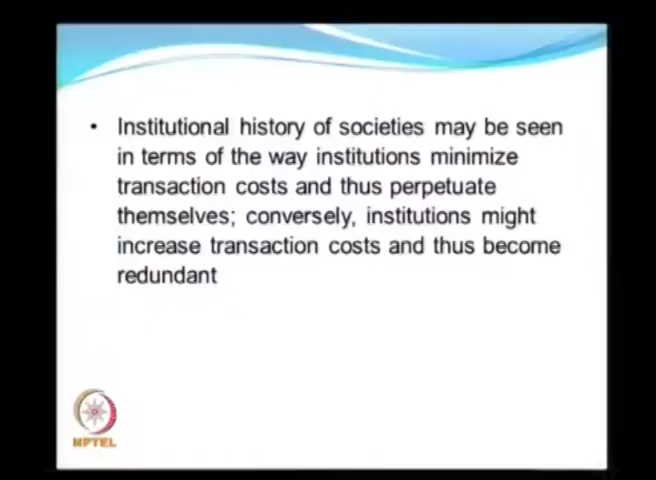 • Institutional history of societies may be seen
in terms of the way institutions minimize
transaction costs and thus perpetuate
themselves; conversely, institutions might
increase transaction costs and thus become
redundant
NPTEL